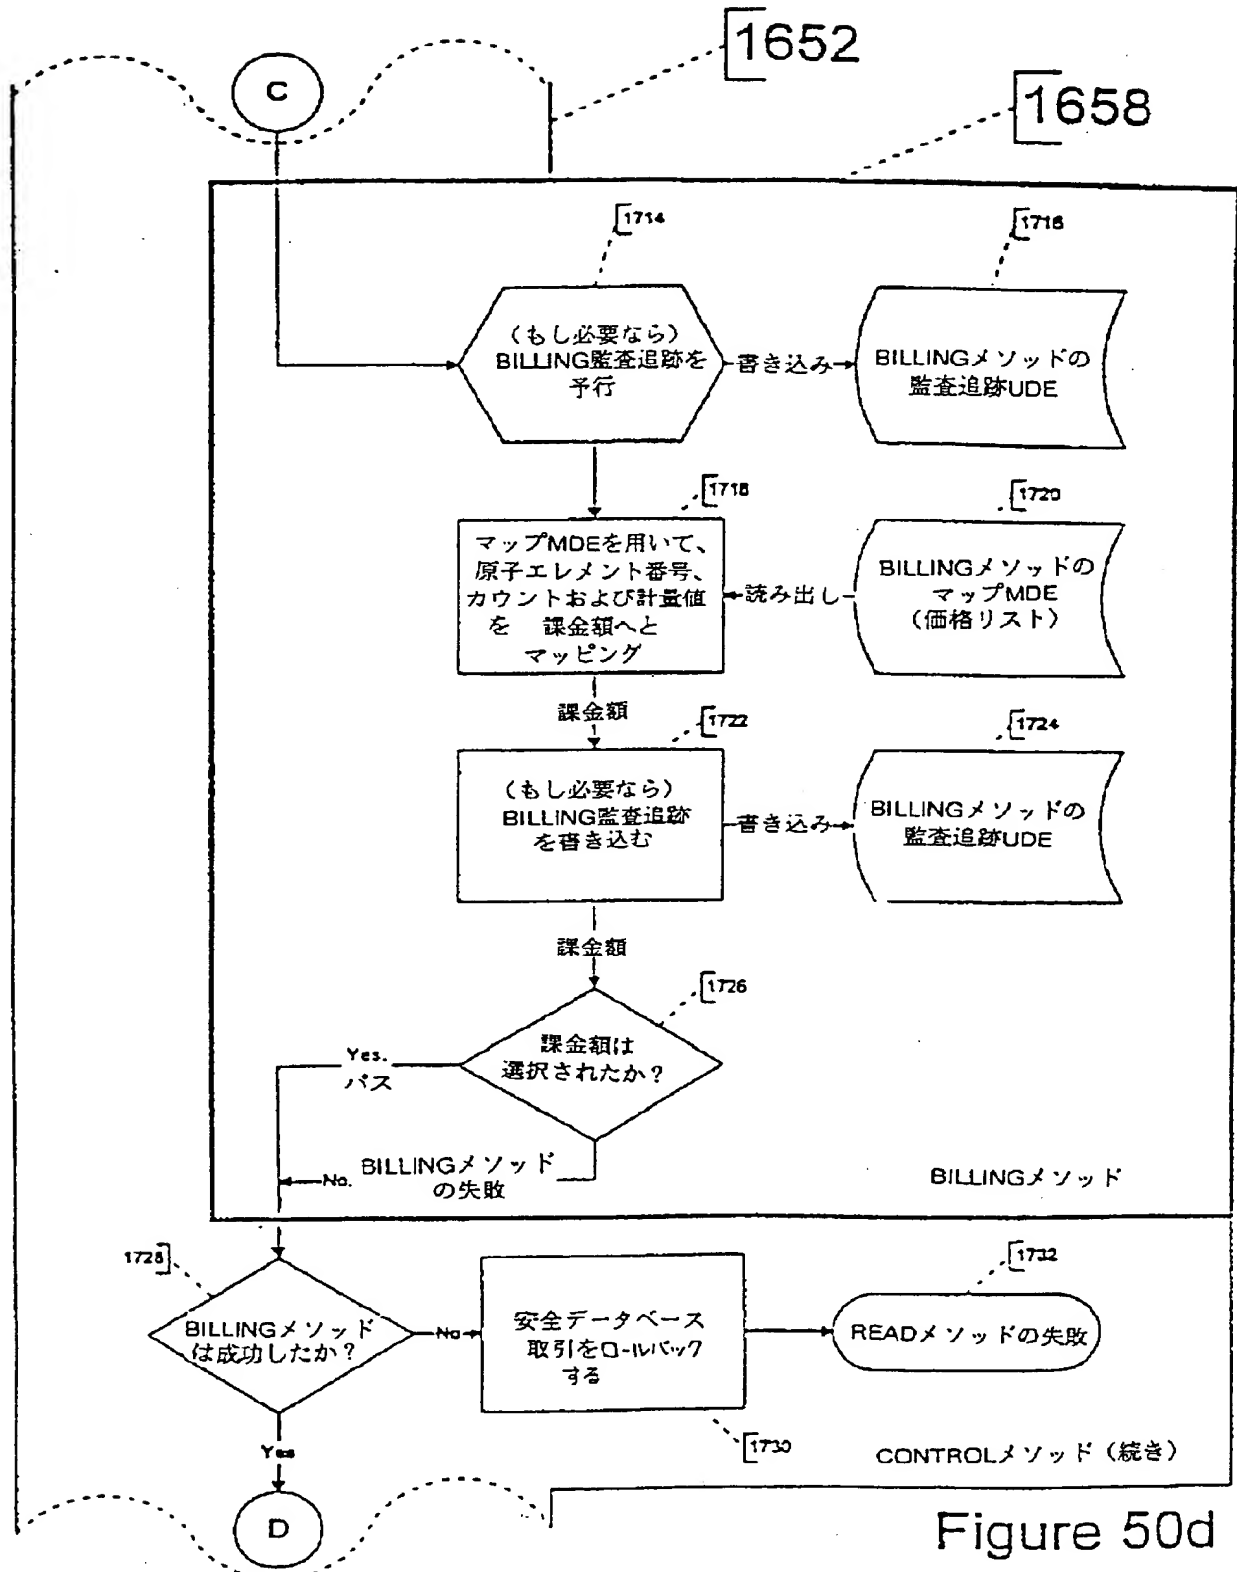 1652
C
1658
1714
1716
(もし必要なら)
BILLING監査追跡を
予行
書き込み
BILLINGメソッドの
監査追跡UDE
1718
1720
マップMDEを用いて、
原子エレメント番号、
カウントおよび計量値
を 課金額へと
マッピング
読み出し
BILLINGメソッドの
マップMDE
(価格リスト)
課金額
1722
1724
(もし必要なら)
BILLING監査追跡
を書き込む
書き込み
BILLINGメソッドの
監査追跡UDE
課金額
1726
課金額は
選択されたか?
Yes.
パス
No.
BILLINGメソッド
の失敗
BILLINGメソッド
1728
1732
BILLINGメソッド
は成功したか?
No
安全データベース
取引をロールバック
する
READメソッドの失敗
Yes
1730
CONTROLメソッド(続き)
D
Figure 50d